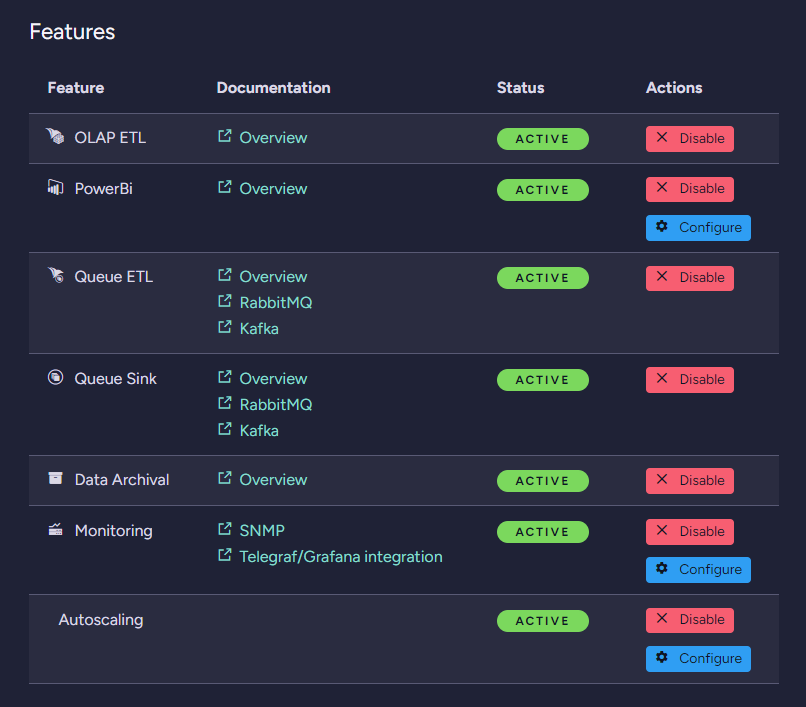 Features
Feature Documentation Status Actions
OLAP ETL Overview ACTIVE Disable
PowerBi Overview ACTIVE Disable
Configure
Queue ETL Overview ACTIVE Disable
RabbitMQ
Kafka
Queue Sink Overview ACTIVE Disable
RabbitMQ
Kafka
Data Archival Overview ACTIVE Disable
Monitoring SNMP ACTIVE Disable
Telegraf/Grafana integration
Configure
Autoscaling ACTIVE Disable
Configure